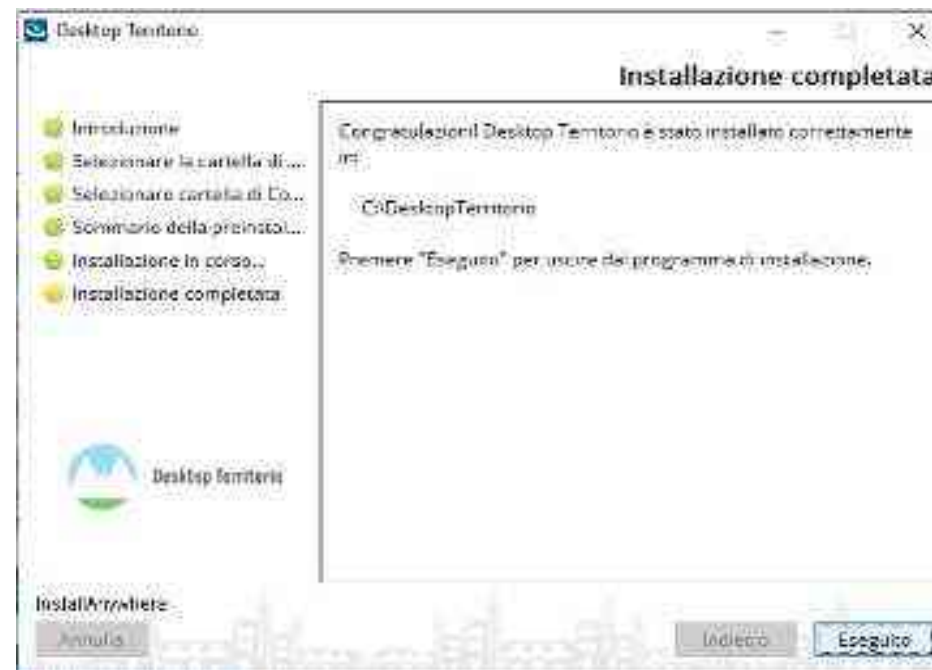 Desktop Territorio
Installazione completata
Introduzione
Selezionare la cartella di ....
Selezionare cartella di Co...
Sommario della preinstal...
Installazione in corso...
Installazione completata
Congratulazioni! Desktop Territorio è stato installato correttamente
in:
C:\DesktopTerritorio
Premere "Eseguito" per uscire dal programma di installazione.
Desktop Territorio
InstallAnywhere
Annulla
Indietro
Eseguito